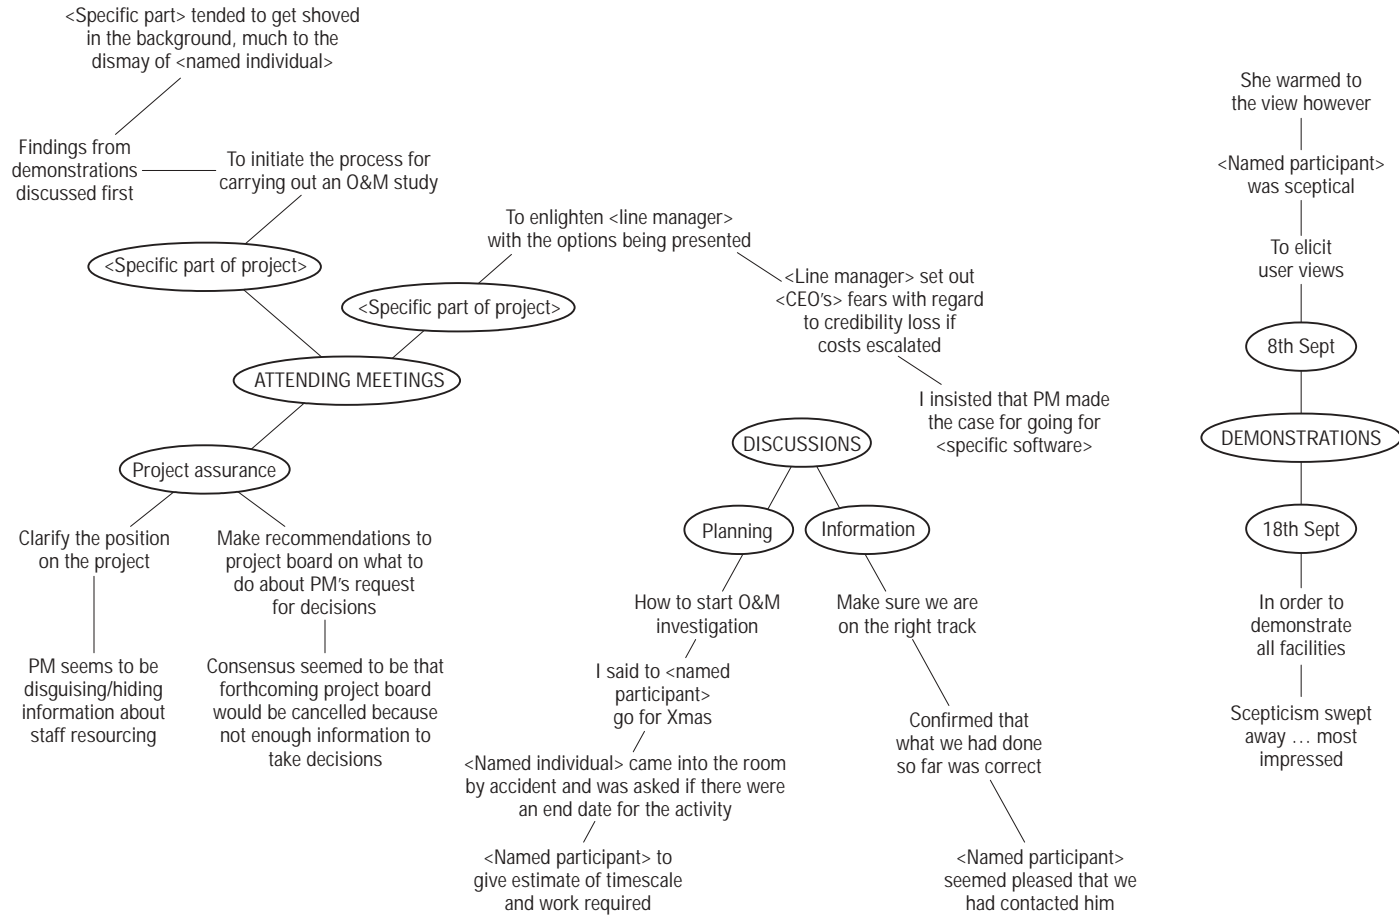 <Specific part> tended to get shoved
in the background, much to the
dismay of <named individual>
Findings from
demonstrations
discussed first
To initiate the process for
carrying out an O&M study
<Specific part of project>
To enlighten <line manager>
with the options being presented
<Specific part of project>
<Line manager> set out
<CEO's> fears with regard
to credibility loss if
costs escalated
I insisted that PM made
the case for going for
<specific software>
ATTENDING MEETINGS
Project assurance
Clarify the position
on the project
PM seems to be
disguising/hiding
information about
staff resourcing
Make recommendations to
project board on what to
do about PM's request
for decisions
Consensus seemed to be that
forthcoming project board
would be cancelled because
not enough information to
take decisions
DISCUSSIONS
Planning
How to start O&M
investigation
I said to <named
participant>
go for Xmas
<Named individual> came into the room
by accident and was asked if there were
an end date for the activity
<Named participant> to
give estimate of timescale
and work required
Information
Make sure we are
on the right track
Confirmed that
what we had done
so far was correct
<Named participant>
seemed pleased that we
had contacted him
She warmed to
the view however
<Named participant>
was sceptical
To elicit
user views
8th Sept
DEMONSTRATIONS
18th Sept
In order to
demonstrate
all facilities
Scepticism swept
away … most
impressed